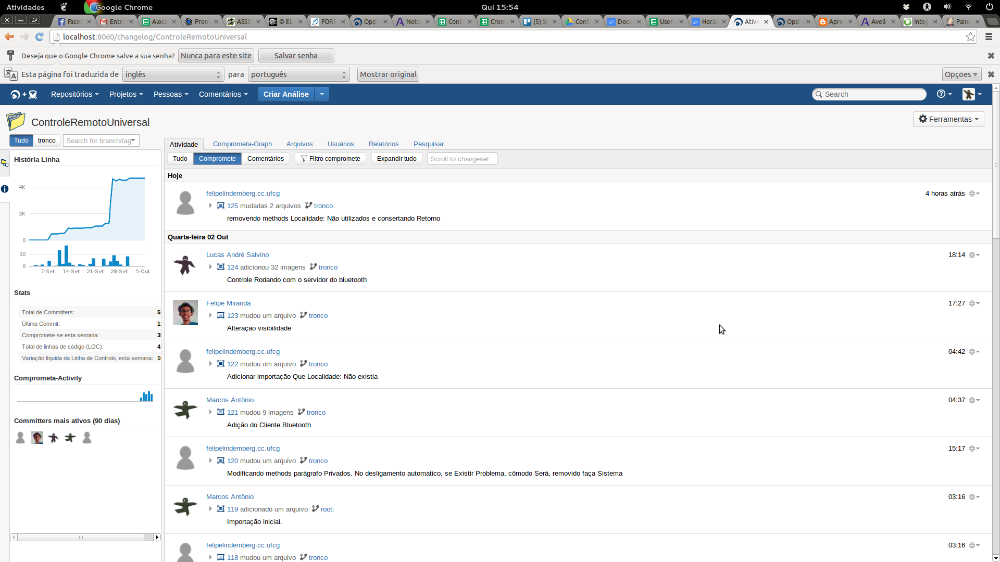 Atividades
Google Chrome
Qui 15:54
Facel
Entra
Aloca
Pron
ASSIS
© EL
FORF
Ops!
Note
Cont
Cron
(5) S
Cont
Docu
User
Horá
Ativi
Ops!
Apre
Avell
Integ
Paine
localhost:8060/changelog/ControleRemotoUniversal
Deseja que o Google Chrome salve a sua senha?
Nunca para este site
Salvar senha
Esta página foi traduzida de
inglês
para
português
Mostrar original
Opções
Repositórios
Projetos
Pessoas
Comentários
Criar Análise
Search
ControleRemotoUniversal
Ferramentas
Tudo
tronco
Search for branch/tag
Atividade
Comprometa-Graph
Arquivos
Usuários
Relatórios
Pesquisar
Tudo
Compromete
Comentários
Filtro compromete
Expandir tudo
Scroll to changeset
História Linha
4K
2K
0
30
0
7-Set
14-Set
21-Set
28-Set
5-Out
Stats
Total de Committers: 5
Última Commit: 1
Compromete-se esta semana: 3
Total de linhas de código (LOC): 4
Variação líquida da Linha de Controlo, esta semana: 1
Comprometa-Activity
Committers mais ativos (90 dias)
Hoje
felipelindemberg.cc.ufcg
4 horas atrás
125 mudadas 2 arquivos tronco
removendo methods Localidade: Não utilizados e consertando Retorno
Quarta-feira 02 Out
Lucas André Salvino
18:14
124 adicionou 32 imagens tronco
Controle Rodando com o servidor do bluetooth
Felipe Miranda
17:27
123 mudou um arquivo tronco
Alteração visibilidade
felipelindemberg.cc.ufcg
04:42
122 mudou um arquivo tronco
Adicionar importação Que Localidade: Não existia
Marcos Antônio
04:37
121 mudou 9 imagens tronco
Adição do Cliente Bluetooth
felipelindemberg.cc.ufcg
15:17
120 mudou um arquivo tronco
Modificando methods parágrafo Privados. No desligamento automatico, se Existir Problema, cômodo Será, removido faça Sistema
Marcos Antônio
03:16
119 adicionado um arquivo root:
Importação inicial.
felipelindemberg.cc.ufcg
03:16
118 mudou um arquivo tronco